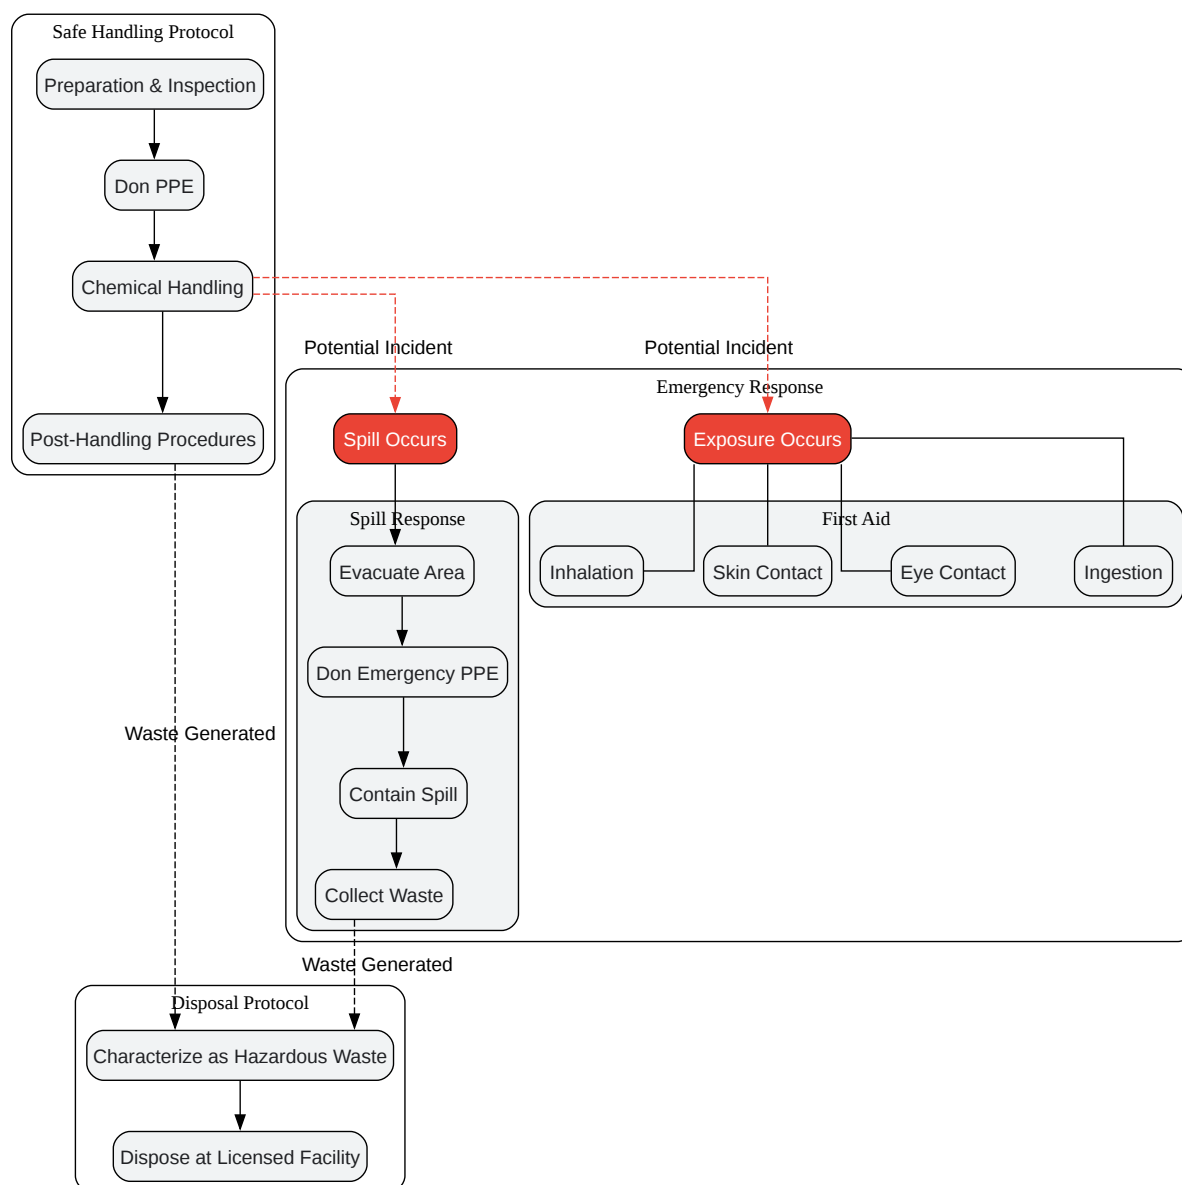 Safe Handling Protocol
Preparation & Inspection
Don PPE
Chemical Handling
Potential Incident
Potential Incident
Emergency Response
Post-Handling Procedures
Spill Occurs
Exposure Occurs
Spill Response
First Aid
Evacuate Area
Inhalation
Skin Contact
Eye Contact
Ingestion
Don Emergency PPE
Waste Generated
Contain Spill
Collect Waste
Waste Generated
Disposal Protocol
Characterize as Hazardous Waste
Dispose at Licensed Facility